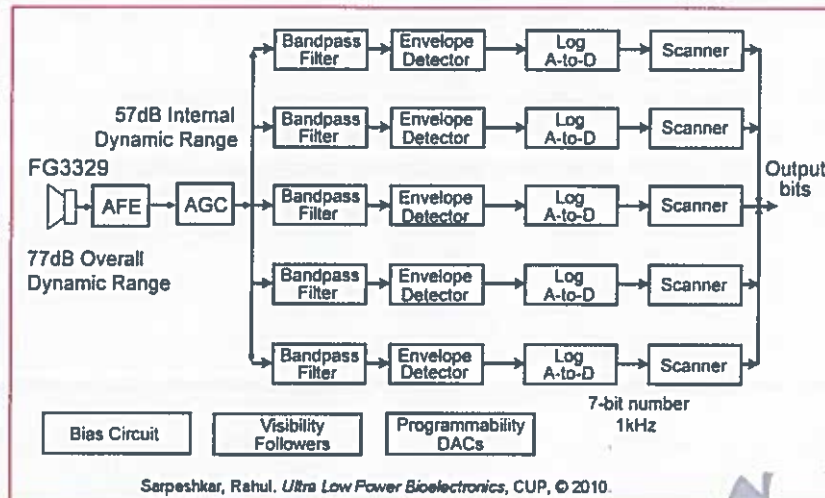 Bandpass Filter
Envelope Detector
Log A-to-D
Scanner
57dB Internal Dynamic Range
Bandpass Filter
Envelope Detector
Log A-to-D
Scanner
FG3329
AFE
AGC
Bandpass Filter
Envelope Detector
Log A-to-D
Scanner
Output bits
77dB Overall Dynamic Range
Bandpass Filter
Envelope Detector
Log A-to-D
Scanner
Bandpass Filter
Envelope Detector
Log A-to-D
Scanner
7-bit number
1kHz
Bias Circuit
Visibility Followers
Programmability DACs
Sarpeshkar, Rahul. Ultra Low Power Bioelectronics, CUP, © 2010.